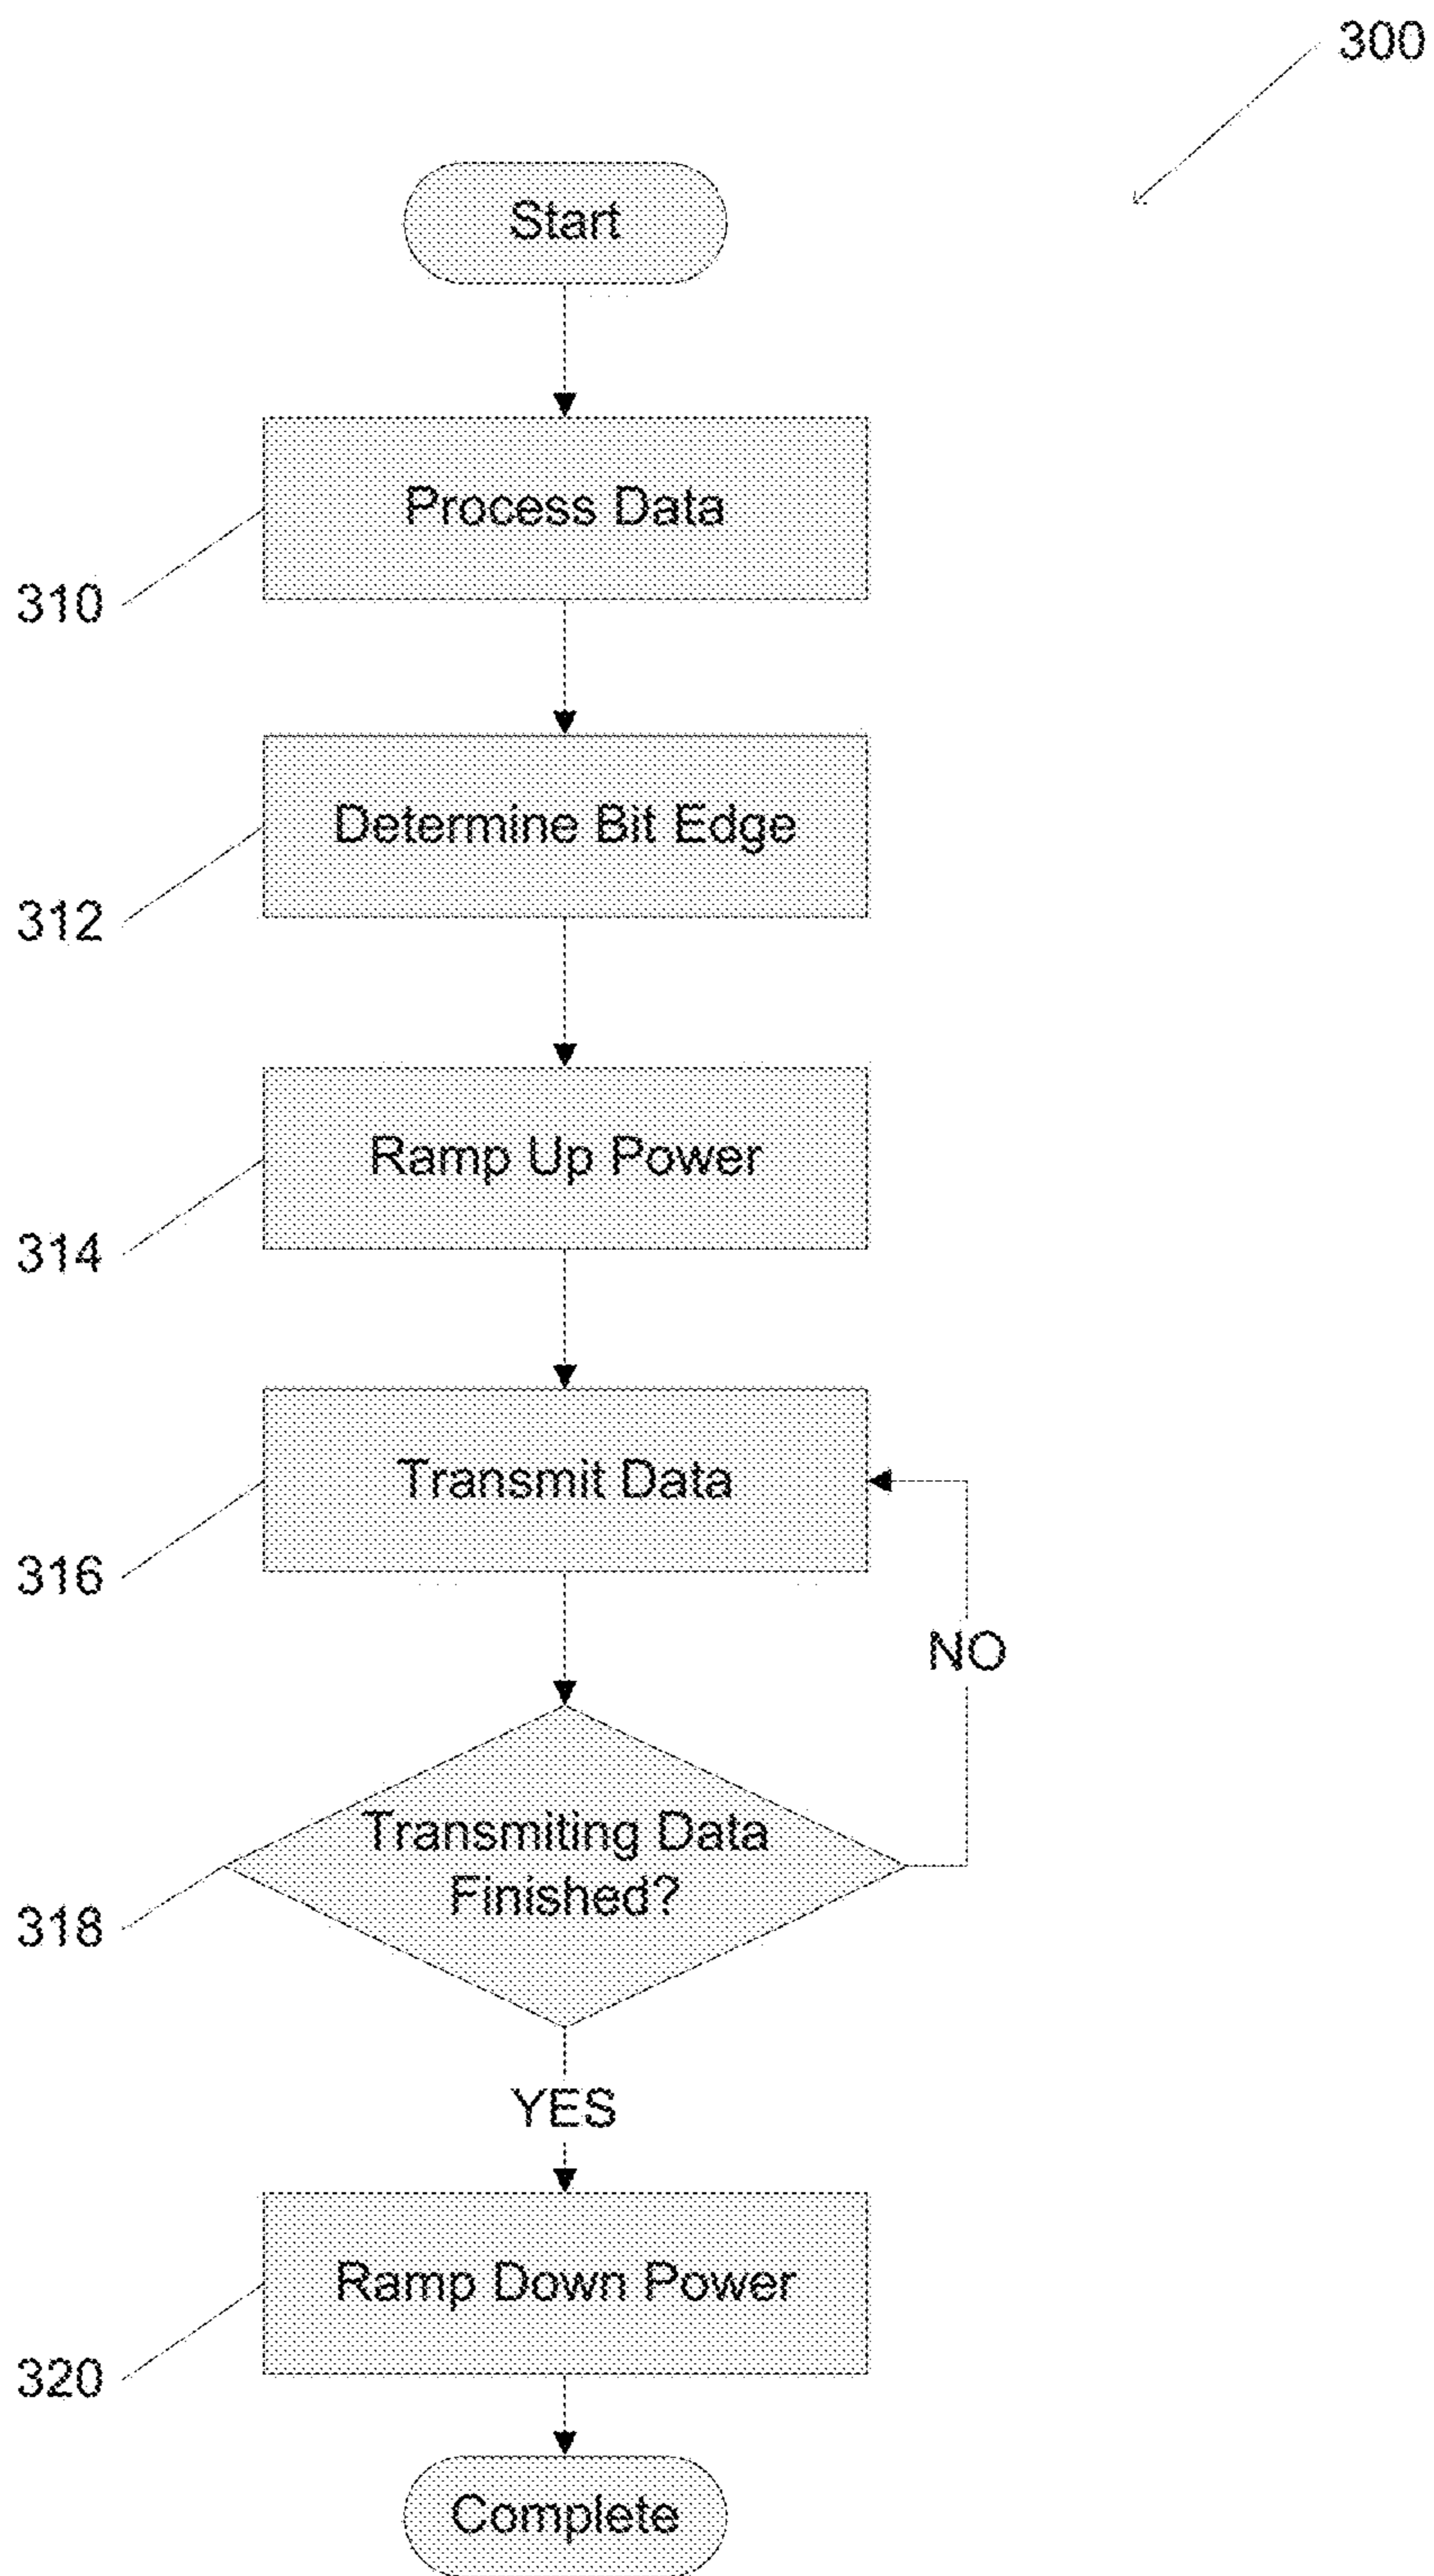 300
Start
Process Data
310
Determine Bit Edge
312
Ramp Up Power
314
Transmit Data
316
NO
Transmiting Data
Finished?
318
YES
Ramp Down Power
320
Complete